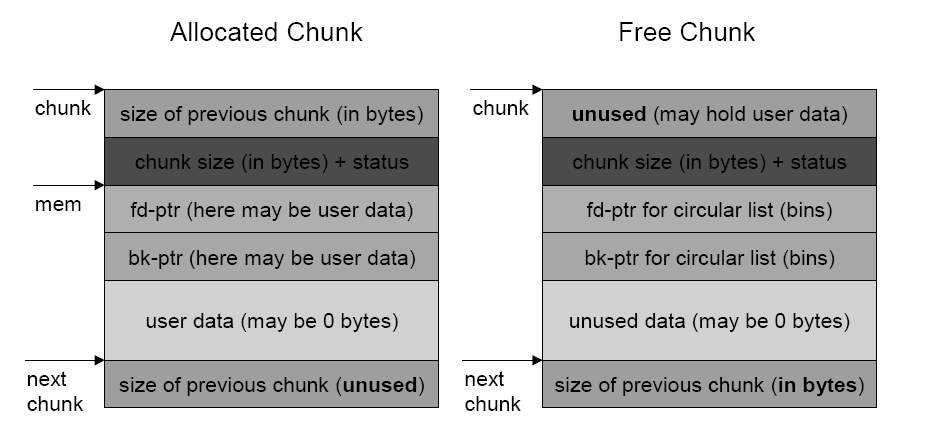 Allocated Chunk
Free Chunk
chunk
size of previous chunk (in bytes)
chunk size (in bytes) + status
mem
fd-ptr (here may be user data)
bk-ptr (here may be user data)
user data (may be 0 bytes)
next
chunk
size of previous chunk (unused)
chunk
unused (may hold user data)
chunk size (in bytes) + status
fd-ptr for circular list (bins)
bk-ptr for circular list (bins)
unused data (may be 0 bytes)
next
chunk
size of previous chunk (in bytes)